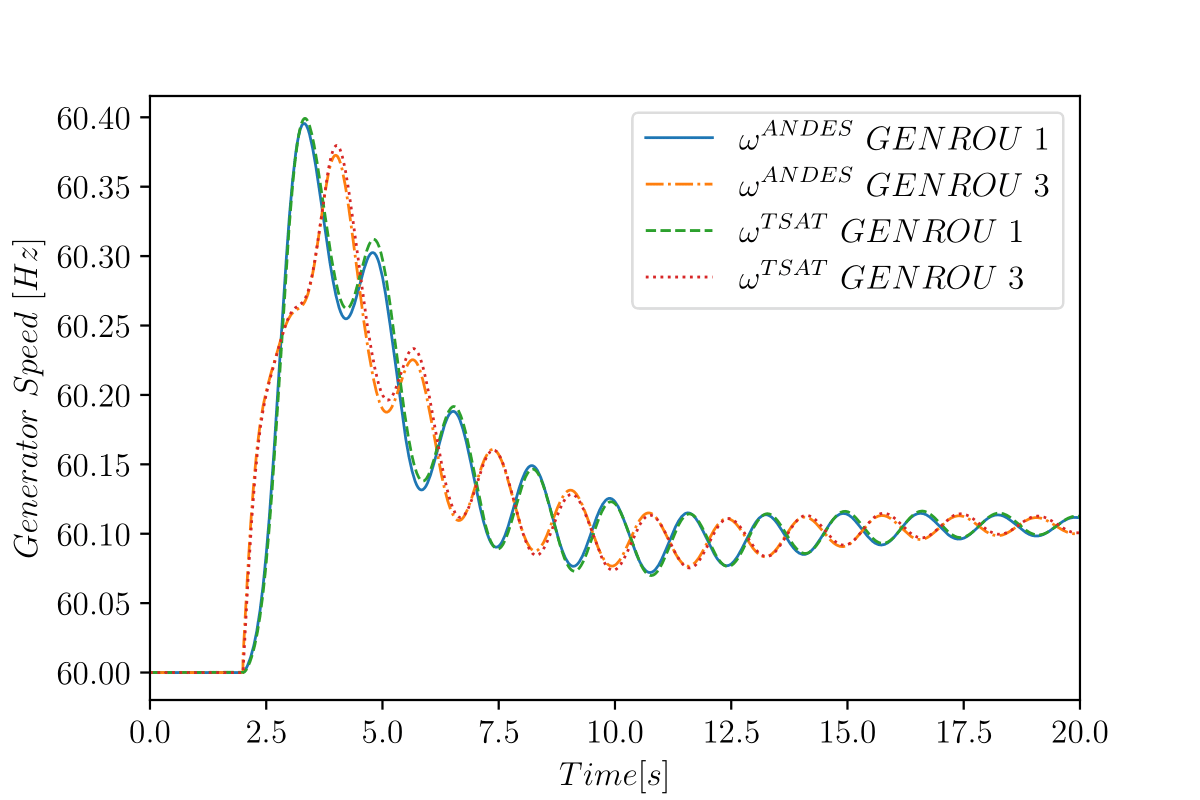 Generator Speed [Hz]
60.40
60.35
60.30
60.25
60.20
60.15
60.10
60.05
60.00
ω^ANDES GENROU 1
ω^ANDES GENROU 3
ω^TSAT GENROU 1
ω^TSAT GENROU 3
0.0 2.5 5.0 7.5 10.0 12.5 15.0 17.5 20.0
Time[s]